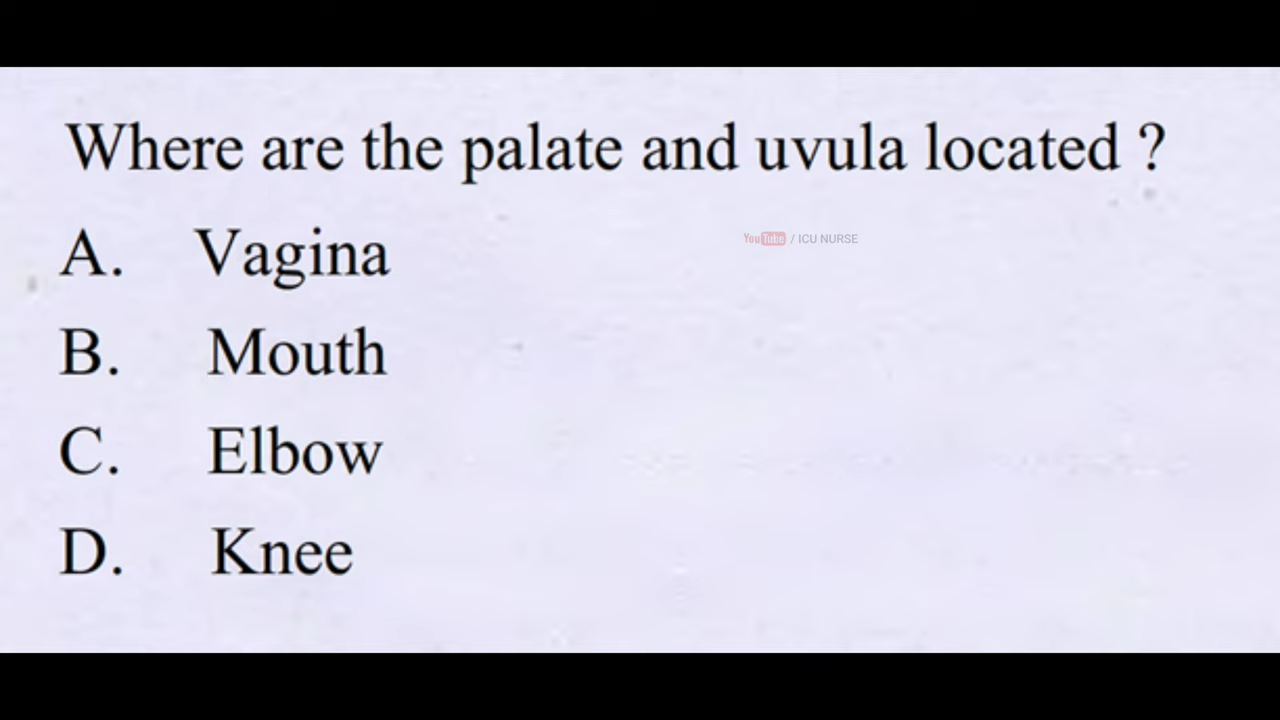 Where are the palate and uvula located ?
YouTube / ICU NURSE
A. Vagina
B. Mouth
C. Elbow
D. Knee